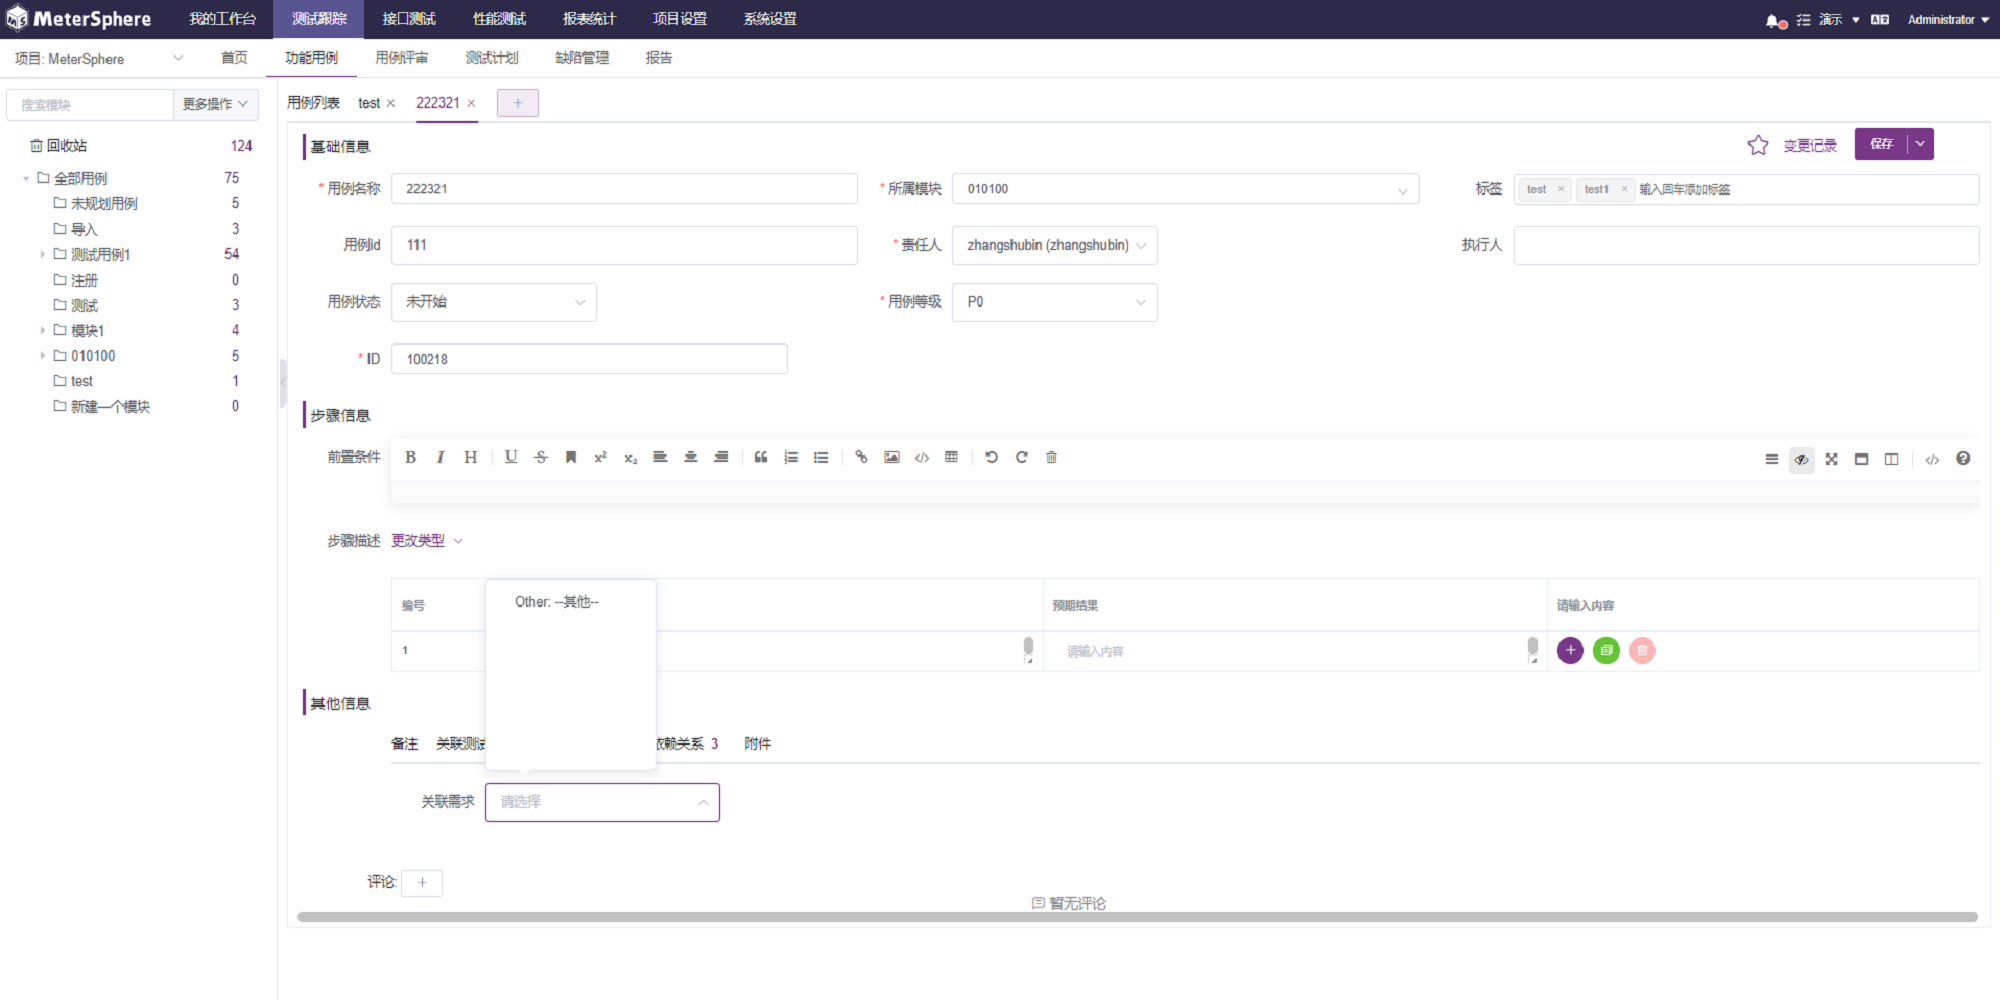 MeterSphere 我的工作台 测试跟踪 接口测试 性能测试 报表统计 项目设置 系统设置 演示 Administrator
项目: MeterSphere 首页 功能用例 用例评审 测试计划 缺陷管理 报告
搜索模块 更多操作
回收站 124
全部用例 75
未规划用例 5
导入 3
测试用例1 54
注册 0
测试 3
模块1 4
010100 5
test 1
新建一个模块 0
用例列表 test × 222321 × +
基础信息 变更记录 保存
* 用例名称 222321 * 所属模块 010100 标签 test × test1 × 输入回车添加标签
用例id 111 * 责任人 zhangshubin (zhangshubin) 执行人
用例状态 未开始 * 用例等级 P0
* ID 100218
步骤信息
前置条件 B I H U S x² x₂
步骤描述 更改类型
编号 预期结果 请输入内容
Other: --其他--
1 请输入内容
其他信息
备注 关联测试 依赖关系 3 附件
关联需求 请选择
评论: +
暂无评论